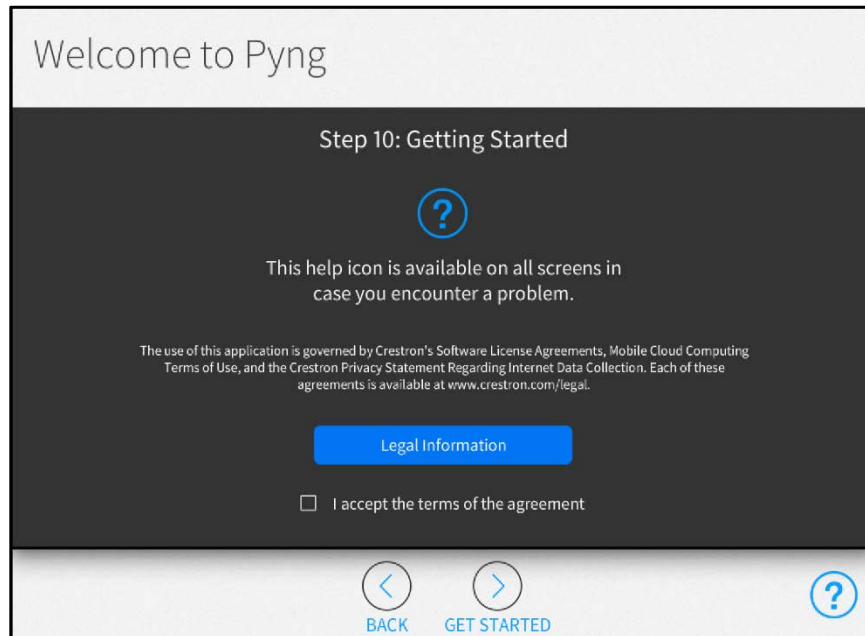 Welcome to Pyng
Step 10: Getting Started
?
This help icon is available on all screens in
case you encounter a problem.
The use of this application is governed by Crestron's Software License Agreements, Mobile Cloud Computing
Terms of Use, and the Crestron Privacy Statement Regarding Internet Data Collection. Each of these
agreements is available at www.crestron.com/legal.
Legal Information
I accept the terms of the agreement
BACK GET STARTED
?